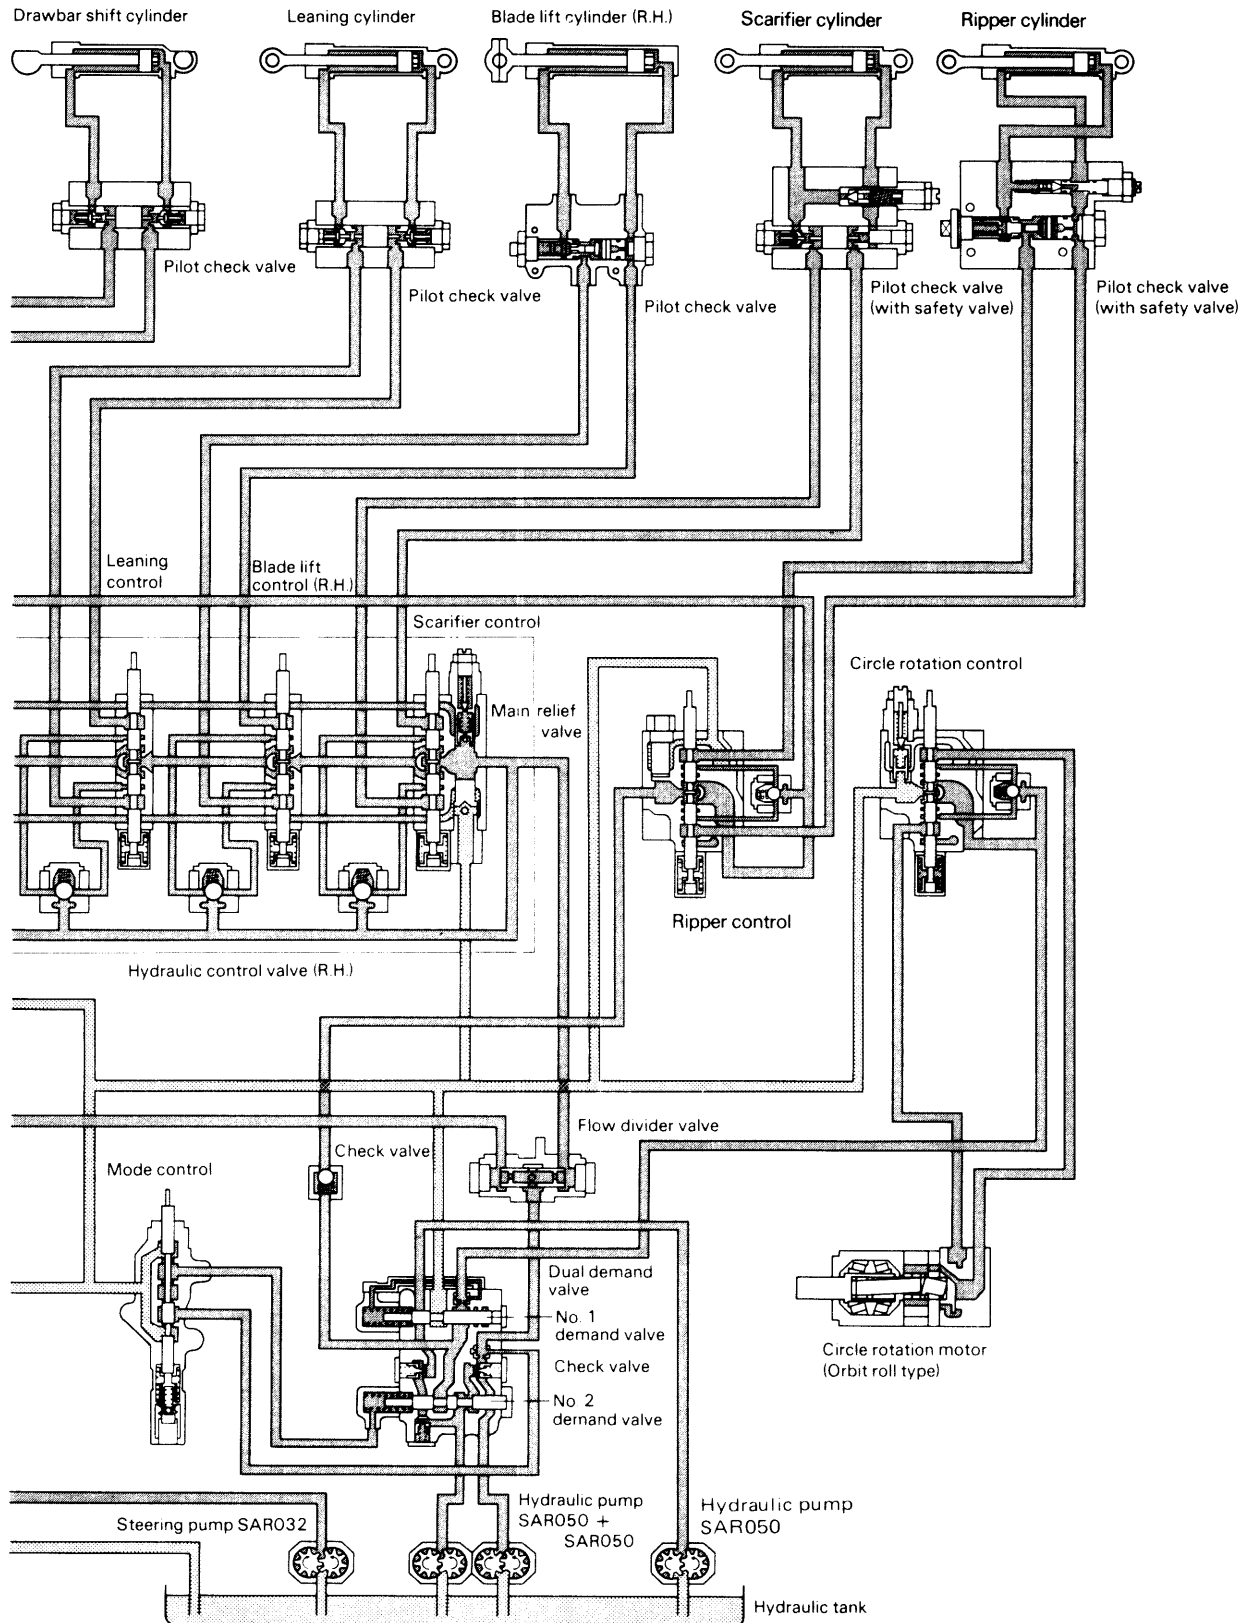 Drawbar shift cylinder
Leaning cylinder
Blade lift cylinder (R.H.)
Scarifier cylinder
Ripper cylinder
Pilot check valve
Pilot check valve
Pilot check valve
Pilot check valve
(with safety valve)
Pilot check valve
(with safety valve)
Leaning
control
Blade lift
control (R.H.)
Scarifier control
Main relief
valve
Circle rotation control
Ripper control
Hydraulic control valve (R.H.)
Flow divider valve
Check valve
Mode control
Dual demand
valve
No. 1
demand valve
Check valve
No. 2
demand valve
Circle rotation motor
(Orbit roll type)
Steering pump SAR032
Hydraulic pump
SAR050 +
SAR050
Hydraulic pump
SAR050
Hydraulic tank